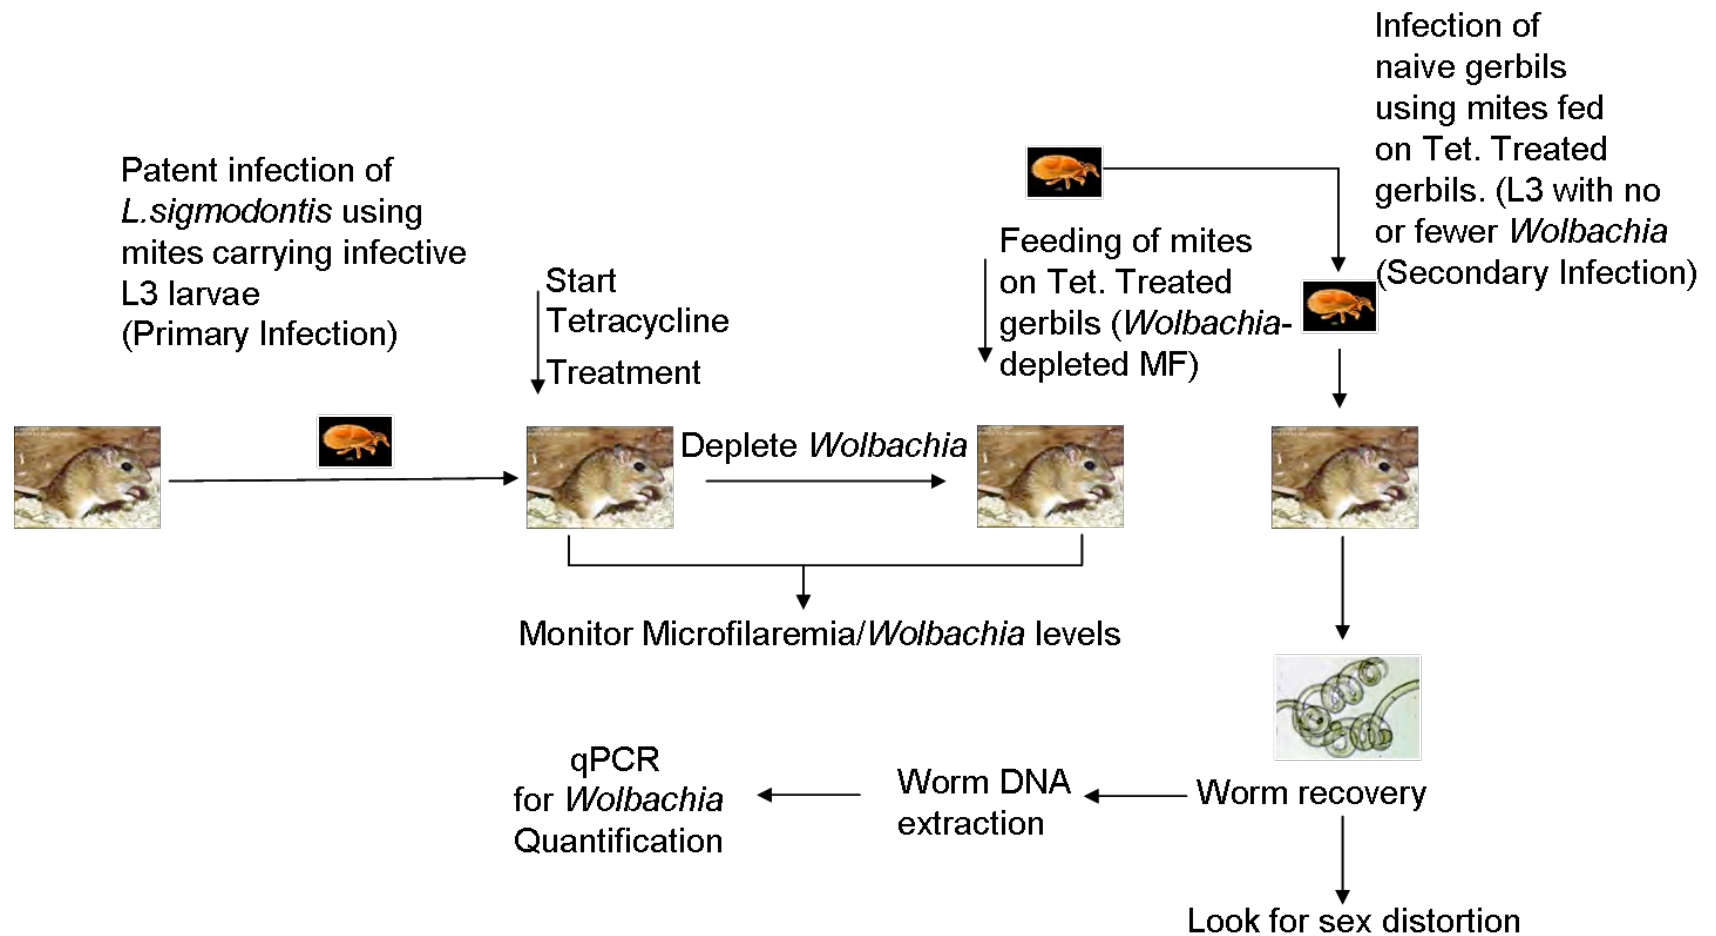 Patent infection of
L.sigmodontis using
mites carrying infective
L3 larvae
(Primary Infection)
Start
Tetracycline
Treatment
Deplete Wolbachia
Feeding of mites
on Tet. Treated
gerbils (Wolbachia-
depleted MF)
Infection of
naive gerbils
using mites fed
on Tet. Treated
gerbils. (L3 with no
or fewer Wolbachia
(Secondary Infection)
Monitor Microfilaremia/Wolbachia levels
Worm recovery
Worm DNA
extraction
qPCR
for Wolbachia
Quantification
Look for sex distortion